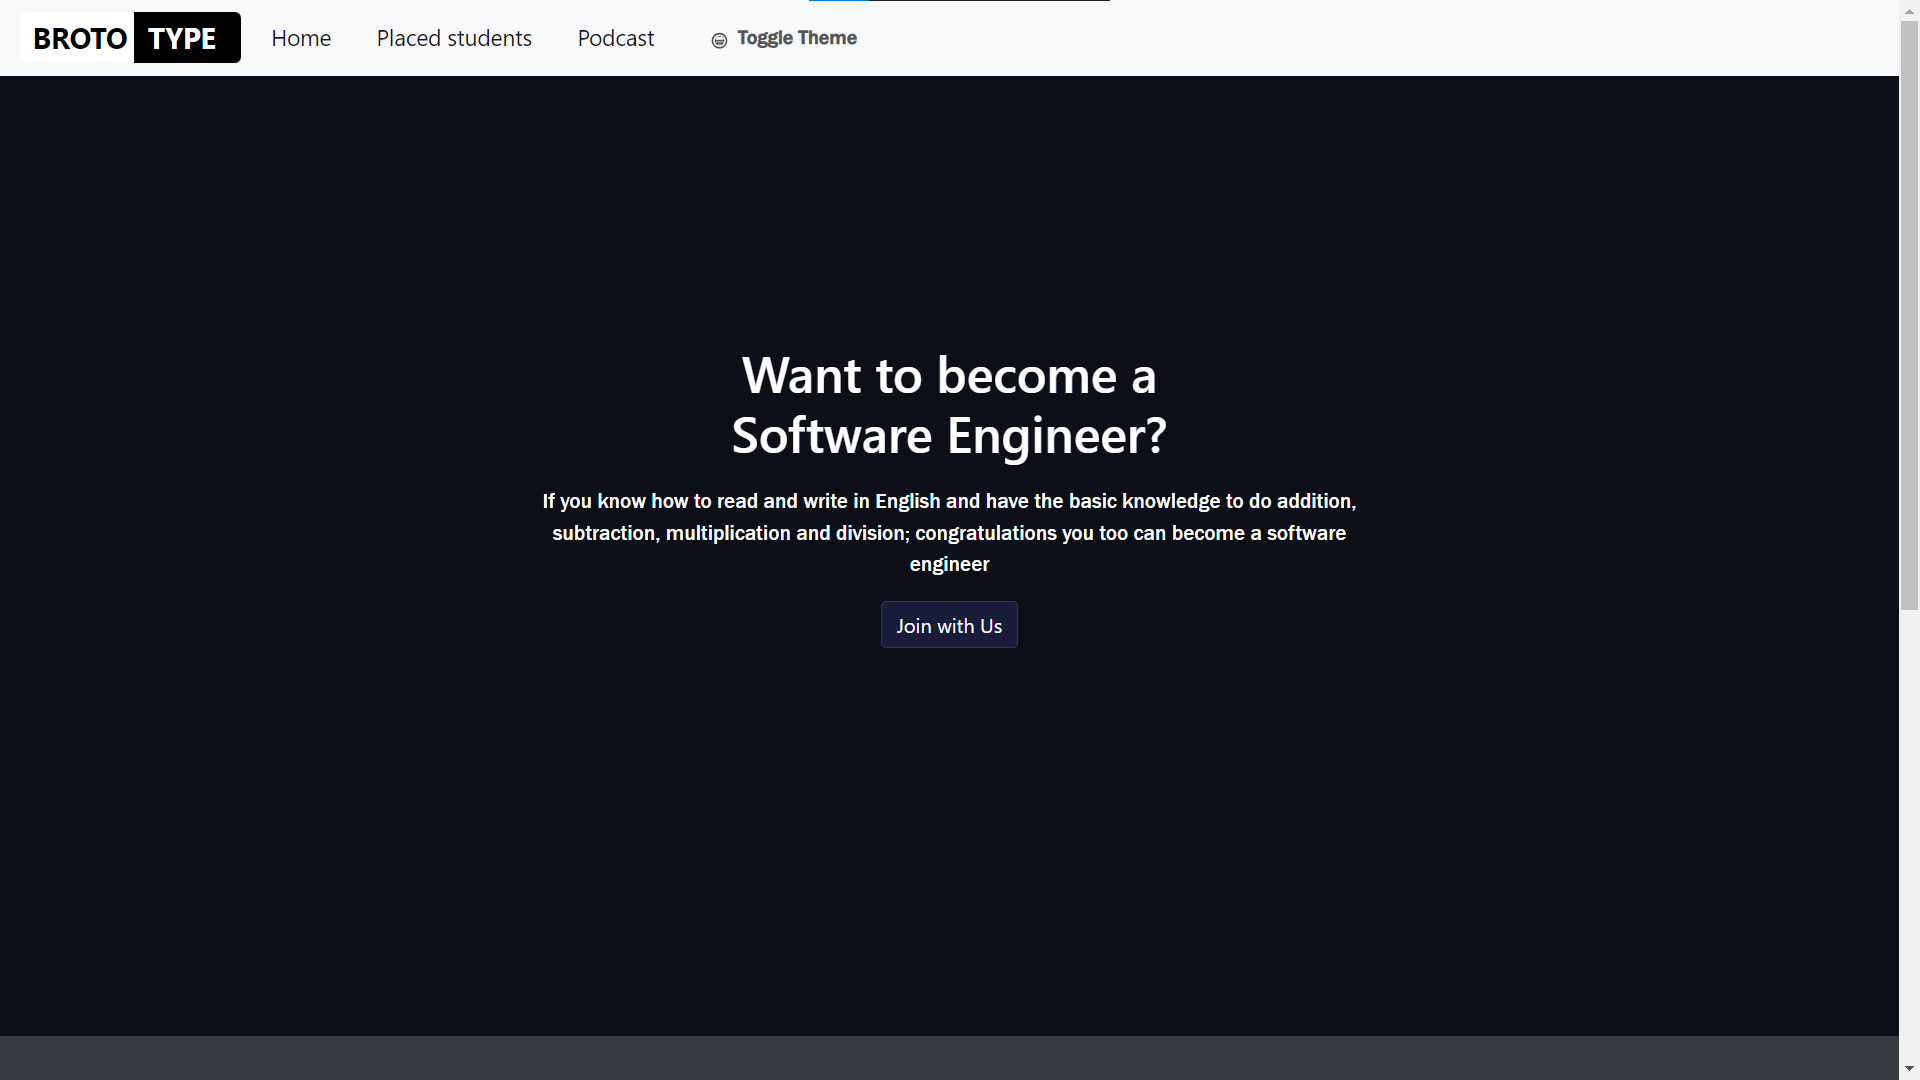 BROTO TYPE Home Placed students Podcast Toggle Theme
Want to become a
Software Engineer?
If you know how to read and write in English and have the basic knowledge to do addition,
subtraction, multiplication and division; congratulations you too can become a software
engineer
Join with Us